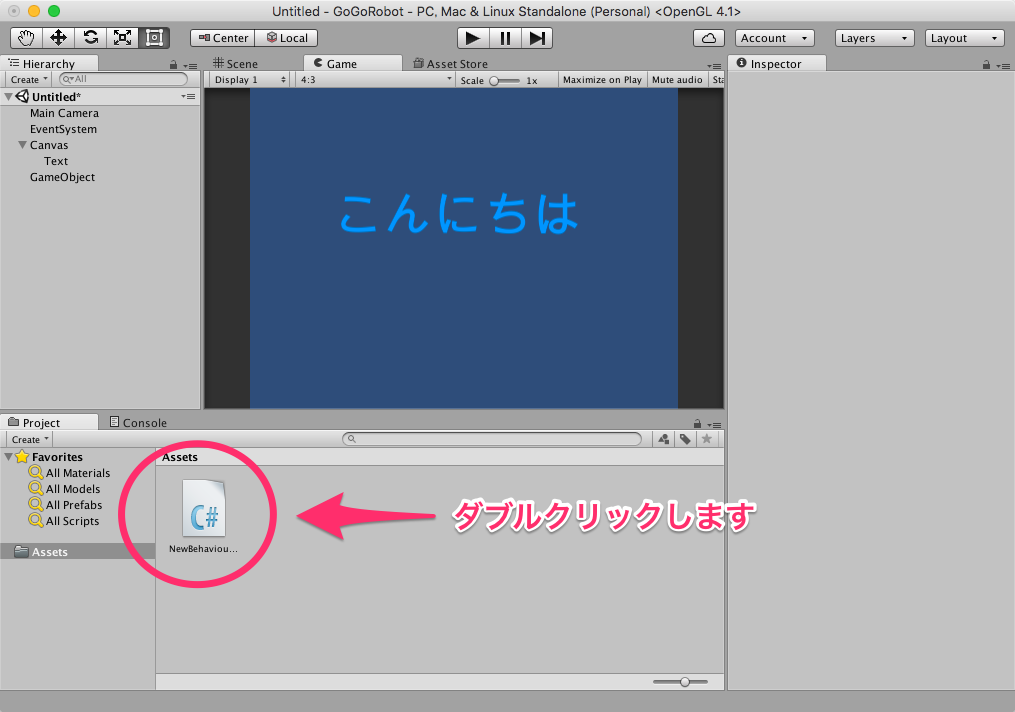 Untitled - GoGoRobot - PC, Mac & Linux Standalone (Personal) <OpenGL 4.1>
Center Local Account Layers Layout
Hierarchy
Create All
Untitled*
Main Camera
EventSystem
Canvas
Text
GameObject
Scene Game Asset Store
Display 1 4:3 Scale 1x Maximize on Play Mute audio Sta
こんにちは
Inspector
Project Console
Create
Favorites
All Materials
All Models
All Prefabs
All Scripts
Assets
Assets
C#
NewBehaviou...
ダブルクリックします